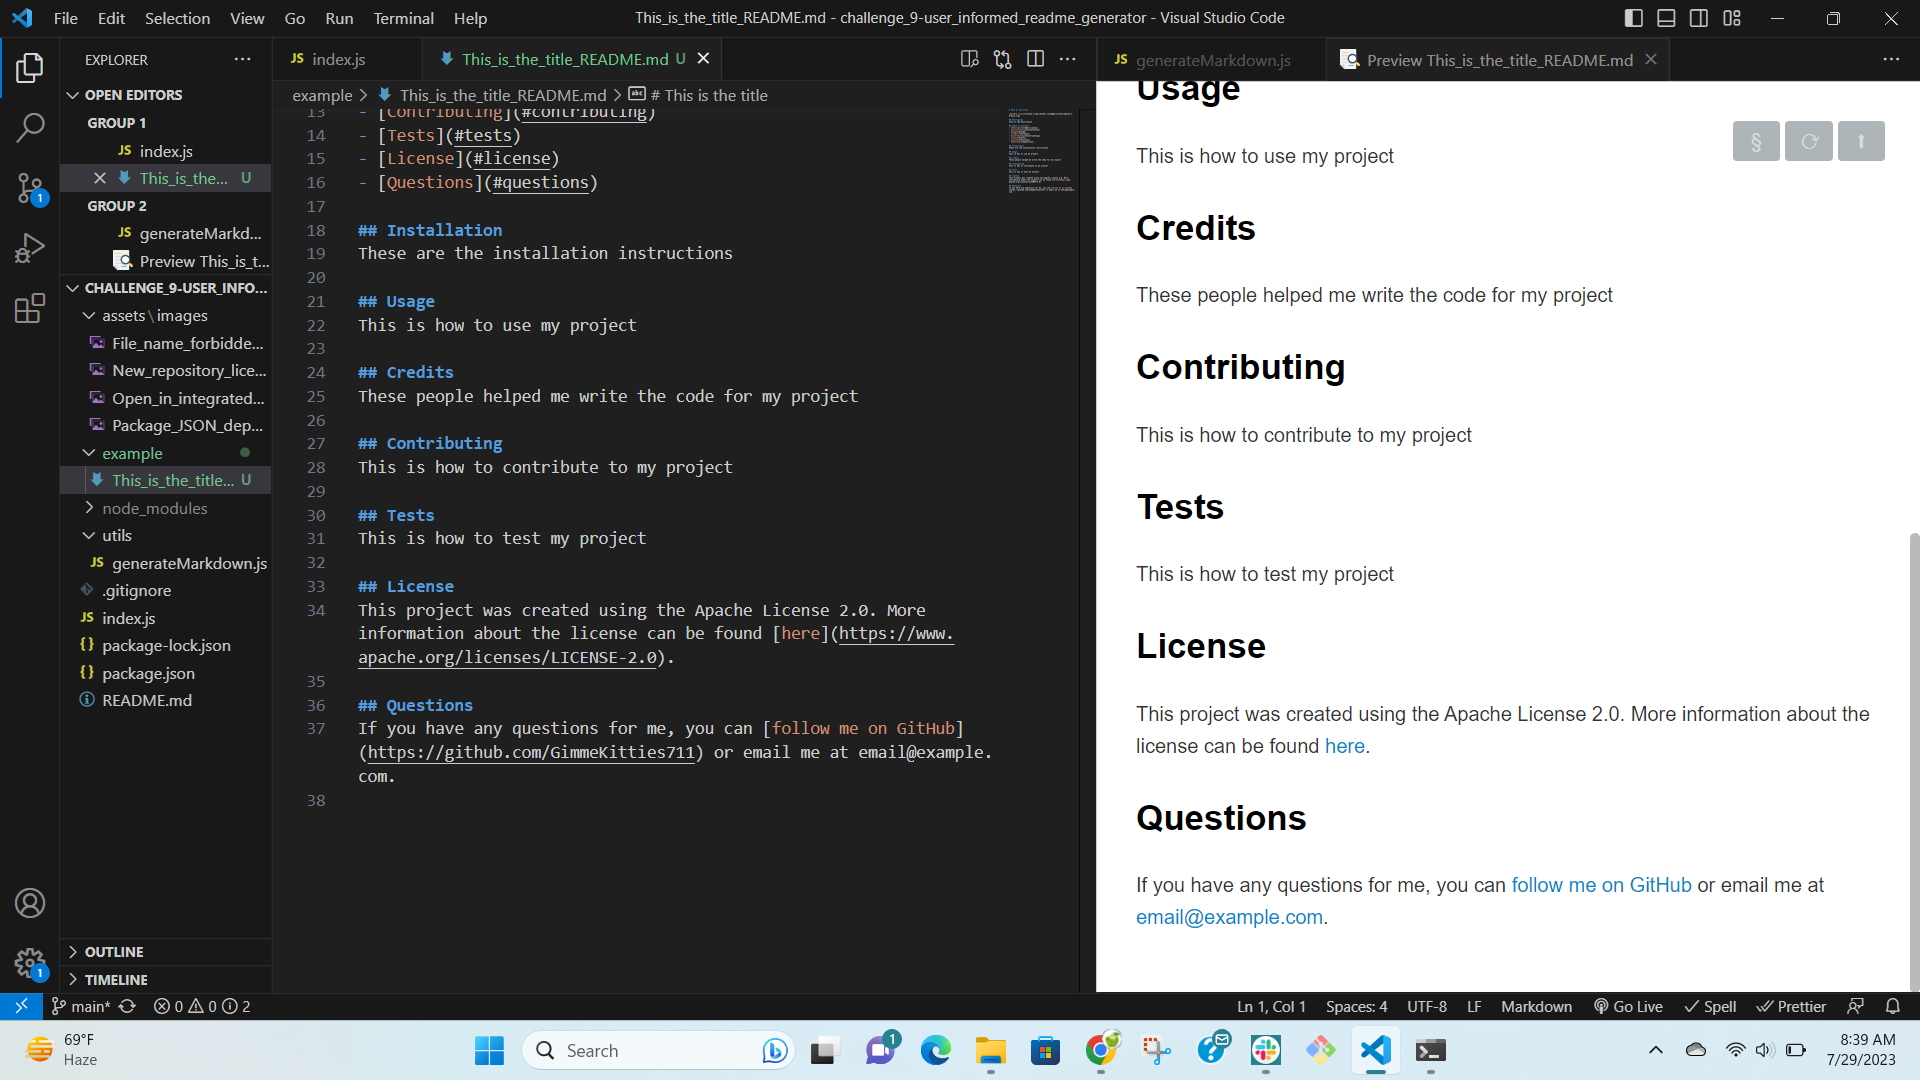 File Edit Selection View Go Run Terminal Help
This_is_the_title_README.md - challenge_9-user_informed_readme_generator - Visual Studio Code
EXPLORER
OPEN EDITORS
GROUP 1
JS index.js
This_is_the... U
GROUP 2
JS generateMarkd...
Preview This_is_t...
CHALLENGE_9-USER_INFO...
assets\images
File_name_forbidde...
New_repository_lice...
Open_in_integrated...
Package_JSON_dep...
example
This_is_the_title... U
node_modules
utils
JS generateMarkdown.js
.gitignore
JS index.js
{} package-lock.json
{} package.json
README.md
OUTLINE
TIMELINE
1
1
JS index.js
This_is_the_title_README.md U
example > This_is_the_title_README.md > abc # This is the title
13 - [Contributing](#contributing)
14 - [Tests](#tests)
15 - [License](#license)
16 - [Questions](#questions)
17
18 ## Installation
19 These are the installation instructions
20
21 ## Usage
22 This is how to use my project
23
24 ## Credits
25 These people helped me write the code for my project
26
27 ## Contributing
28 This is how to contribute to my project
29
30 ## Tests
31 This is how to test my project
32
33 ## License
34 This project was created using the Apache License 2.0. More
information about the license can be found [here](https://www.
apache.org/licenses/LICENSE-2.0).
35
36 ## Questions
37 If you have any questions for me, you can [follow me on GitHub]
(https://github.com/GimmeKitties711) or email me at email@example.
com.
38
JS generateMarkdown.js
Preview This_is_the_title_README.md
Usage
§
This is how to use my project
Credits
These people helped me write the code for my project
Contributing
This is how to contribute to my project
Tests
This is how to test my project
License
This project was created using the Apache License 2.0. More information about the
license can be found here.
Questions
If you have any questions for me, you can follow me on GitHub or email me at
email@example.com.
main* 0 0 2
Ln 1, Col 1 Spaces: 4 UTF-8 LF Markdown Go Live Spell Prettier
69°F
Haze
Search
1
8:39 AM
7/29/2023